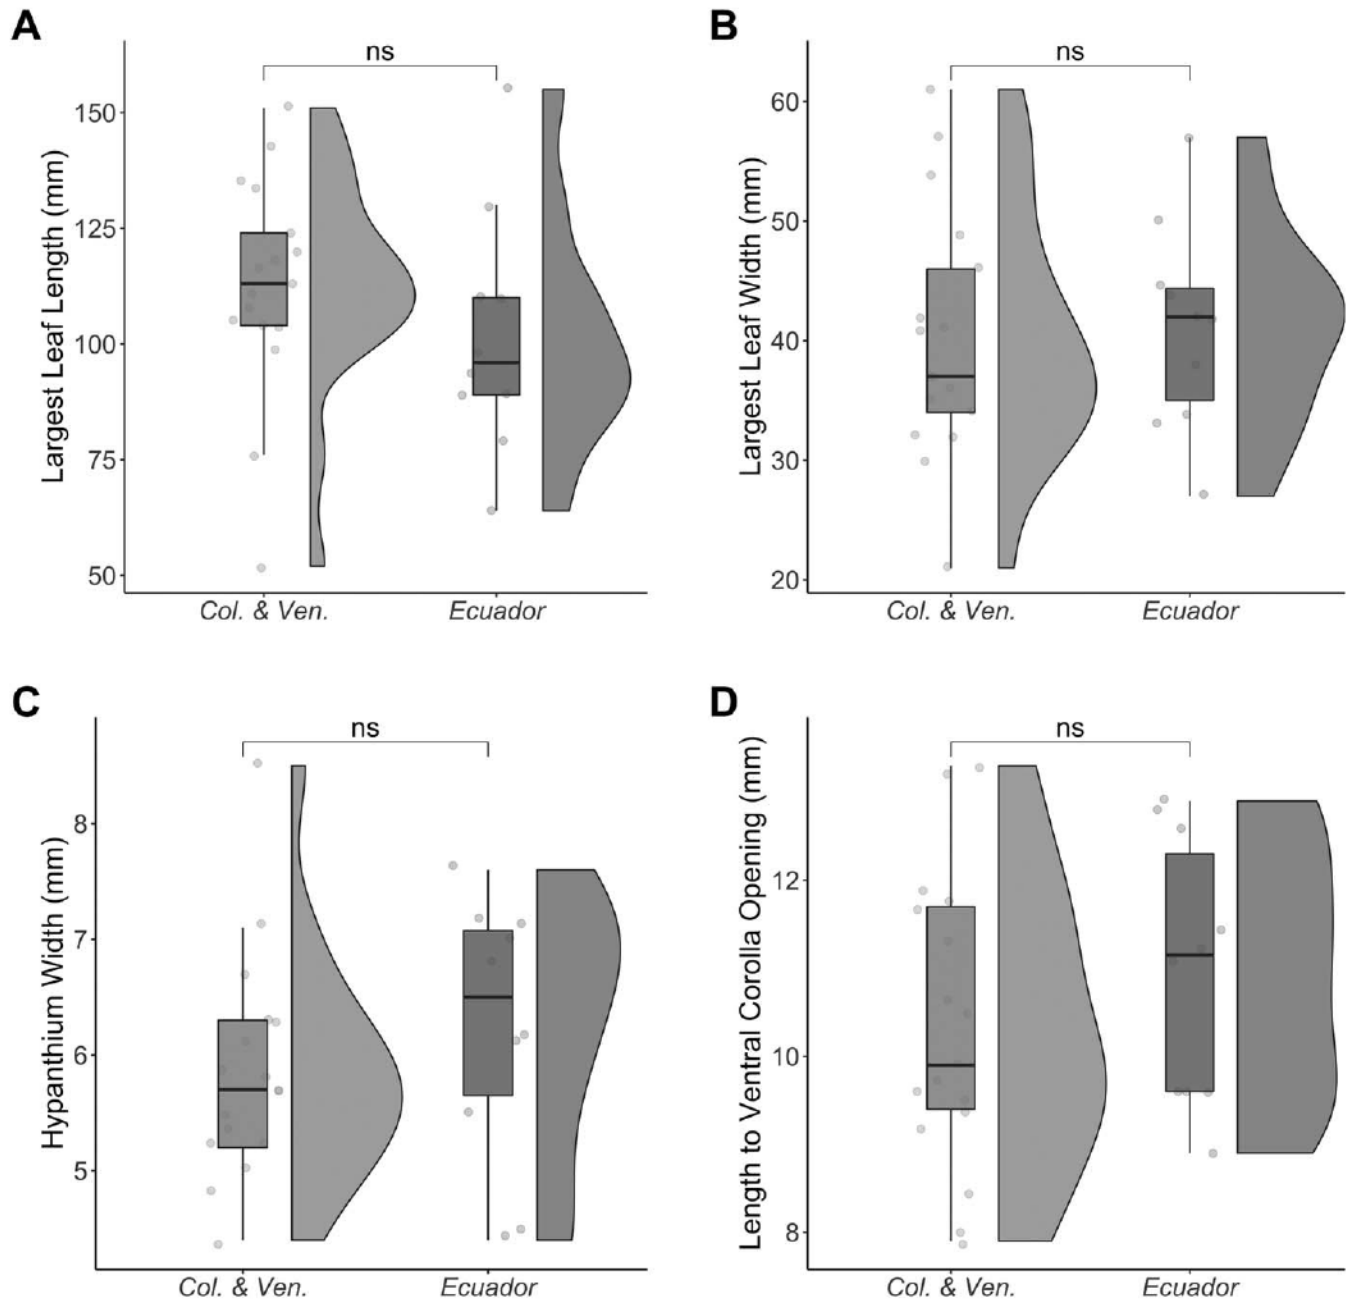 A
ns
Largest Leaf Length (mm)
150
125
100
75
50
Col. & Ven.
Ecuador
B
ns
Largest Leaf Width (mm)
60
50
40
30
20
Col. & Ven.
Ecuador
C
ns
Hypanthium Width (mm)
8
7
6
5
Col. & Ven.
Ecuador
D
ns
Length to Ventral Corolla Opening (mm)
12
10
8
Col. & Ven.
Ecuador